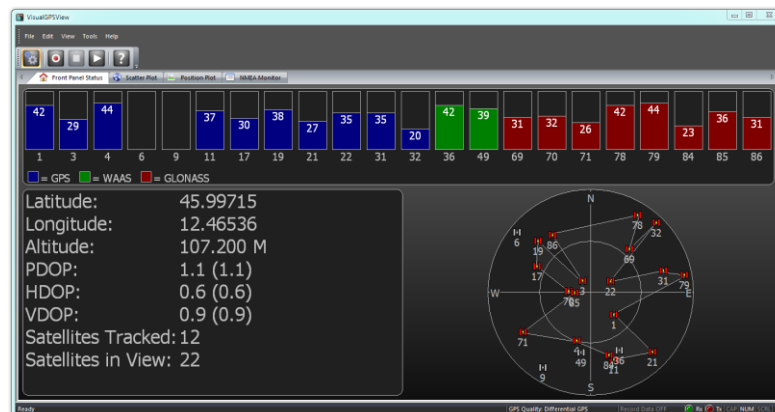 VisualGPSView
File Edit View Tools Help
Front Panel Status Scatter Plot Position Plot NMEA Monitor
42 29 44 37 30 38 27 35 35 20 42 39 31 32 26 42 44 23 36 31
1 3 4 6 9 11 17 19 21 22 31 32 36 49 69 70 71 78 79 84 85 86
= GPS = WAAS = GLONASS
Latitude: 45.99715
Longitude: 12.46536
Altitude: 107.200 M
PDOP: 1.1 (1.1)
HDOP: 0.6 (0.6)
VDOP: 0.9 (0.9)
Satellites Tracked: 12
Satellites in View: 22
N
78
32
6
19
86
69
17
31
79
W
70
85
3
22
E
1
71
4
49
36
84
11
21
9
S
Ready GPS Quality: Differential GPS Record Data OFF Rx Tx CAP NUM SCRL